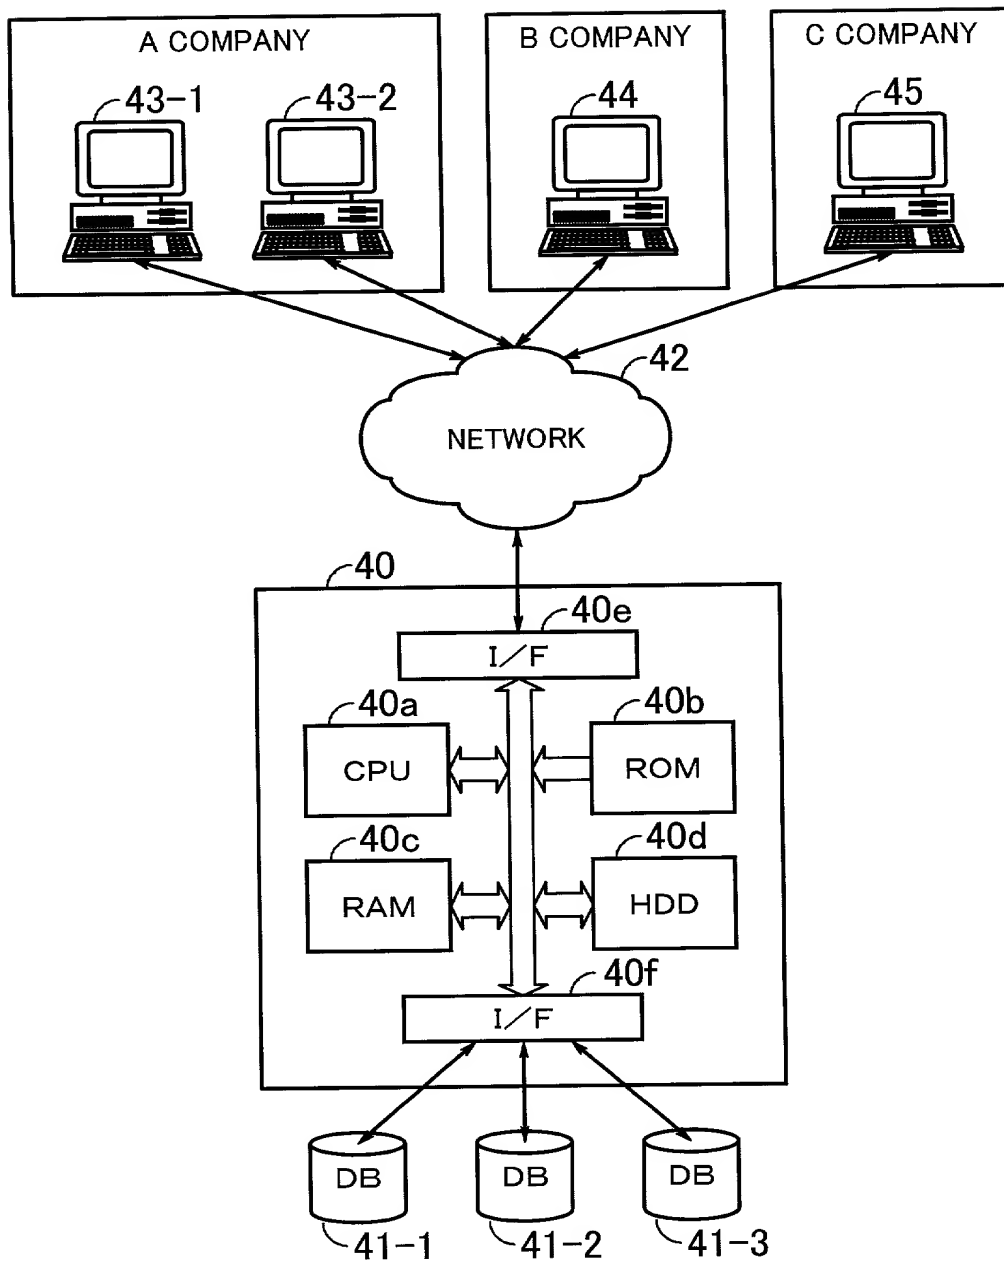 A COMPANY
B COMPANY
C COMPANY
43-1
43-2
44
45
42
NETWORK
40
40e
I/F
40a
40b
CPU
ROM
40c
40d
RAM
HDD
40f
I/F
DB
DB
DB
41-1
41-2
41-3